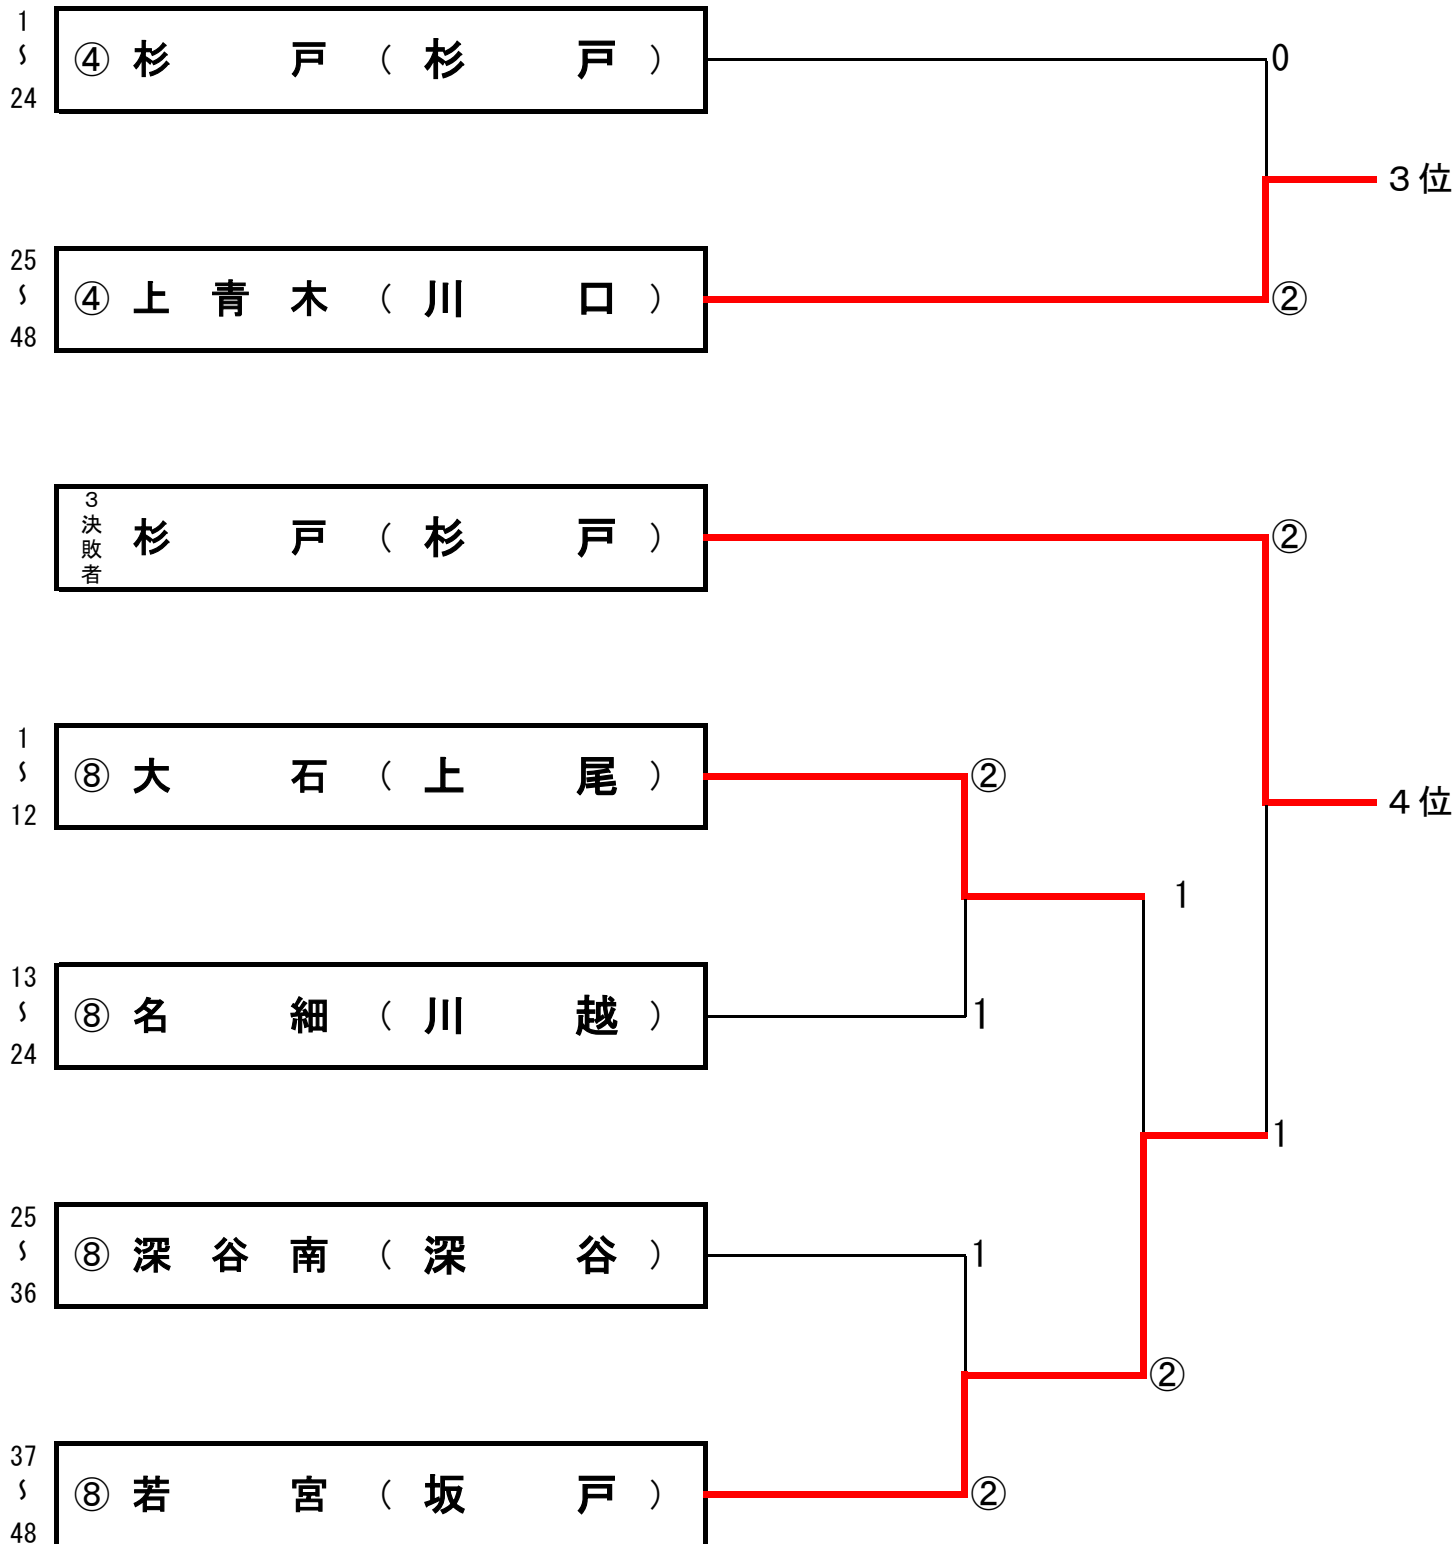 1
~
24
④ 杉 戸 ( 杉 戸 )
0
3位
25
~
48
④ 上 青 木 ( 川 口 )
②
3決敗者
杉 戸 ( 杉 戸 )
②
1
~
12
⑧ 大 石 ( 上 尾 )
②
4位
1
13
~
24
⑧ 名 細 ( 川 越 )
1
1
25
~
36
⑧ 深 谷 南 ( 深 谷 )
1
②
37
~
48
⑧ 若 宮 ( 坂 戸 )
②